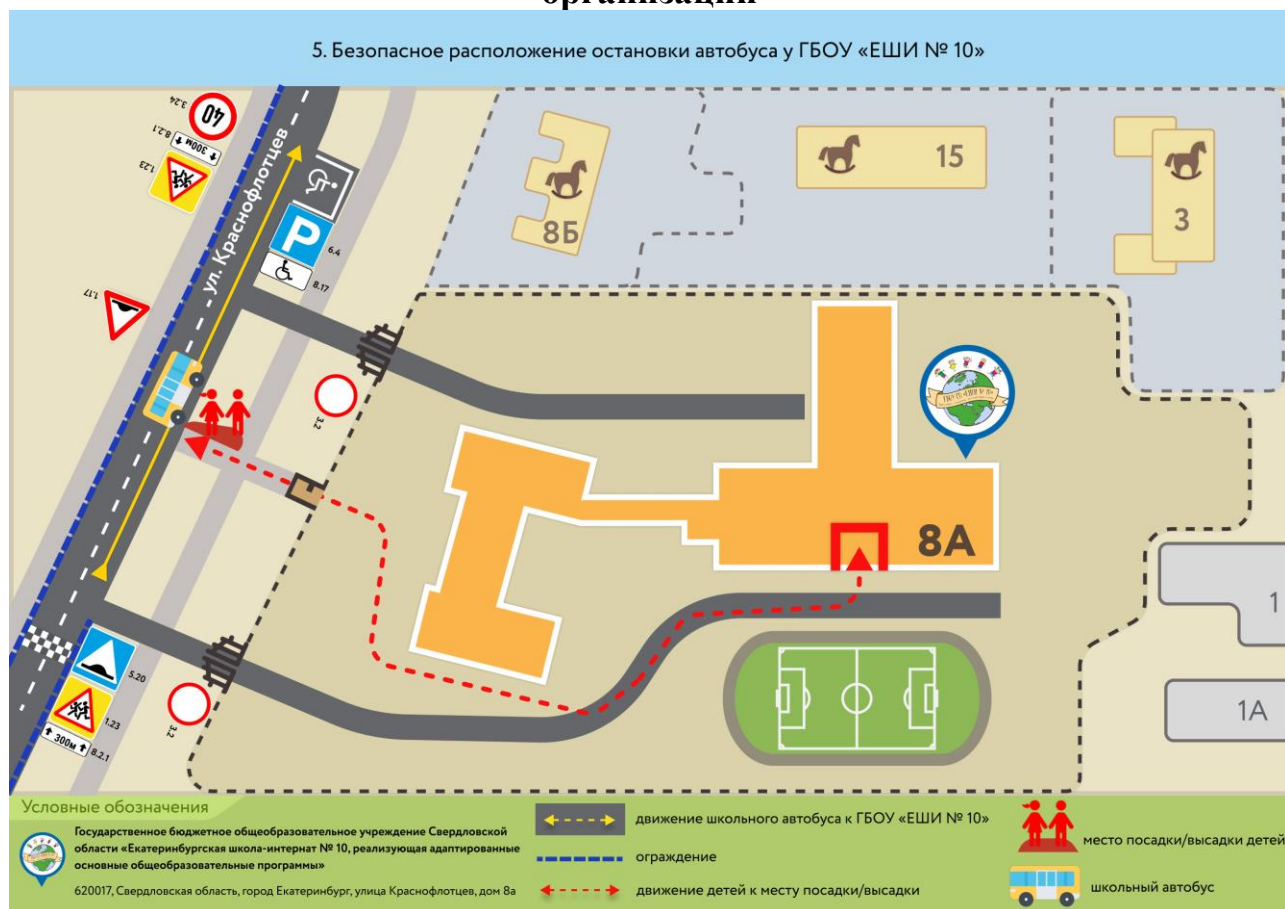 организации
5. Безопасное расположение остановки автобуса у ГБОУ «ЕШИ № 10»
3.24
40
8.2.1
300м
1.23
ул. Краснофлотцев
P
6.4
8.17
1.17
3.2
8Б
15
3
8А
1
1А
5.20
1.23
300м
8.2.1
3.2
Условные обозначения
Государственное бюджетное общеобразовательное учреждение Свердловской
области «Екатеринбургская школа-интернат № 10, реализующая адаптированные
основные общеобразовательные программы»
620017, Свердловская область, город Екатеринбург, улица Краснофлотцев, дом 8а
движение школьного автобуса к ГБОУ «ЕШИ № 10»
ограждение
движение детей к месту посадки/высадки
место посадки/высадки детей
школьный автобус